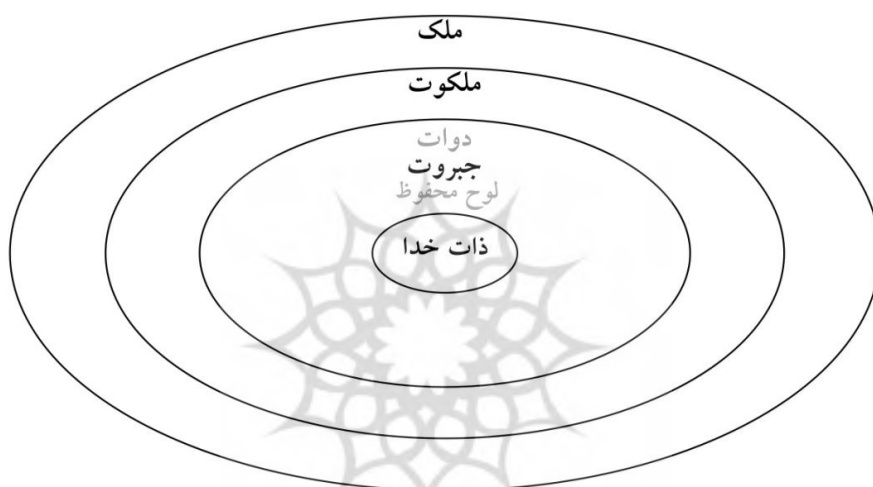 ملک
ملکوت
دوات
جبروت
لوح محفوظ
ذات خدا